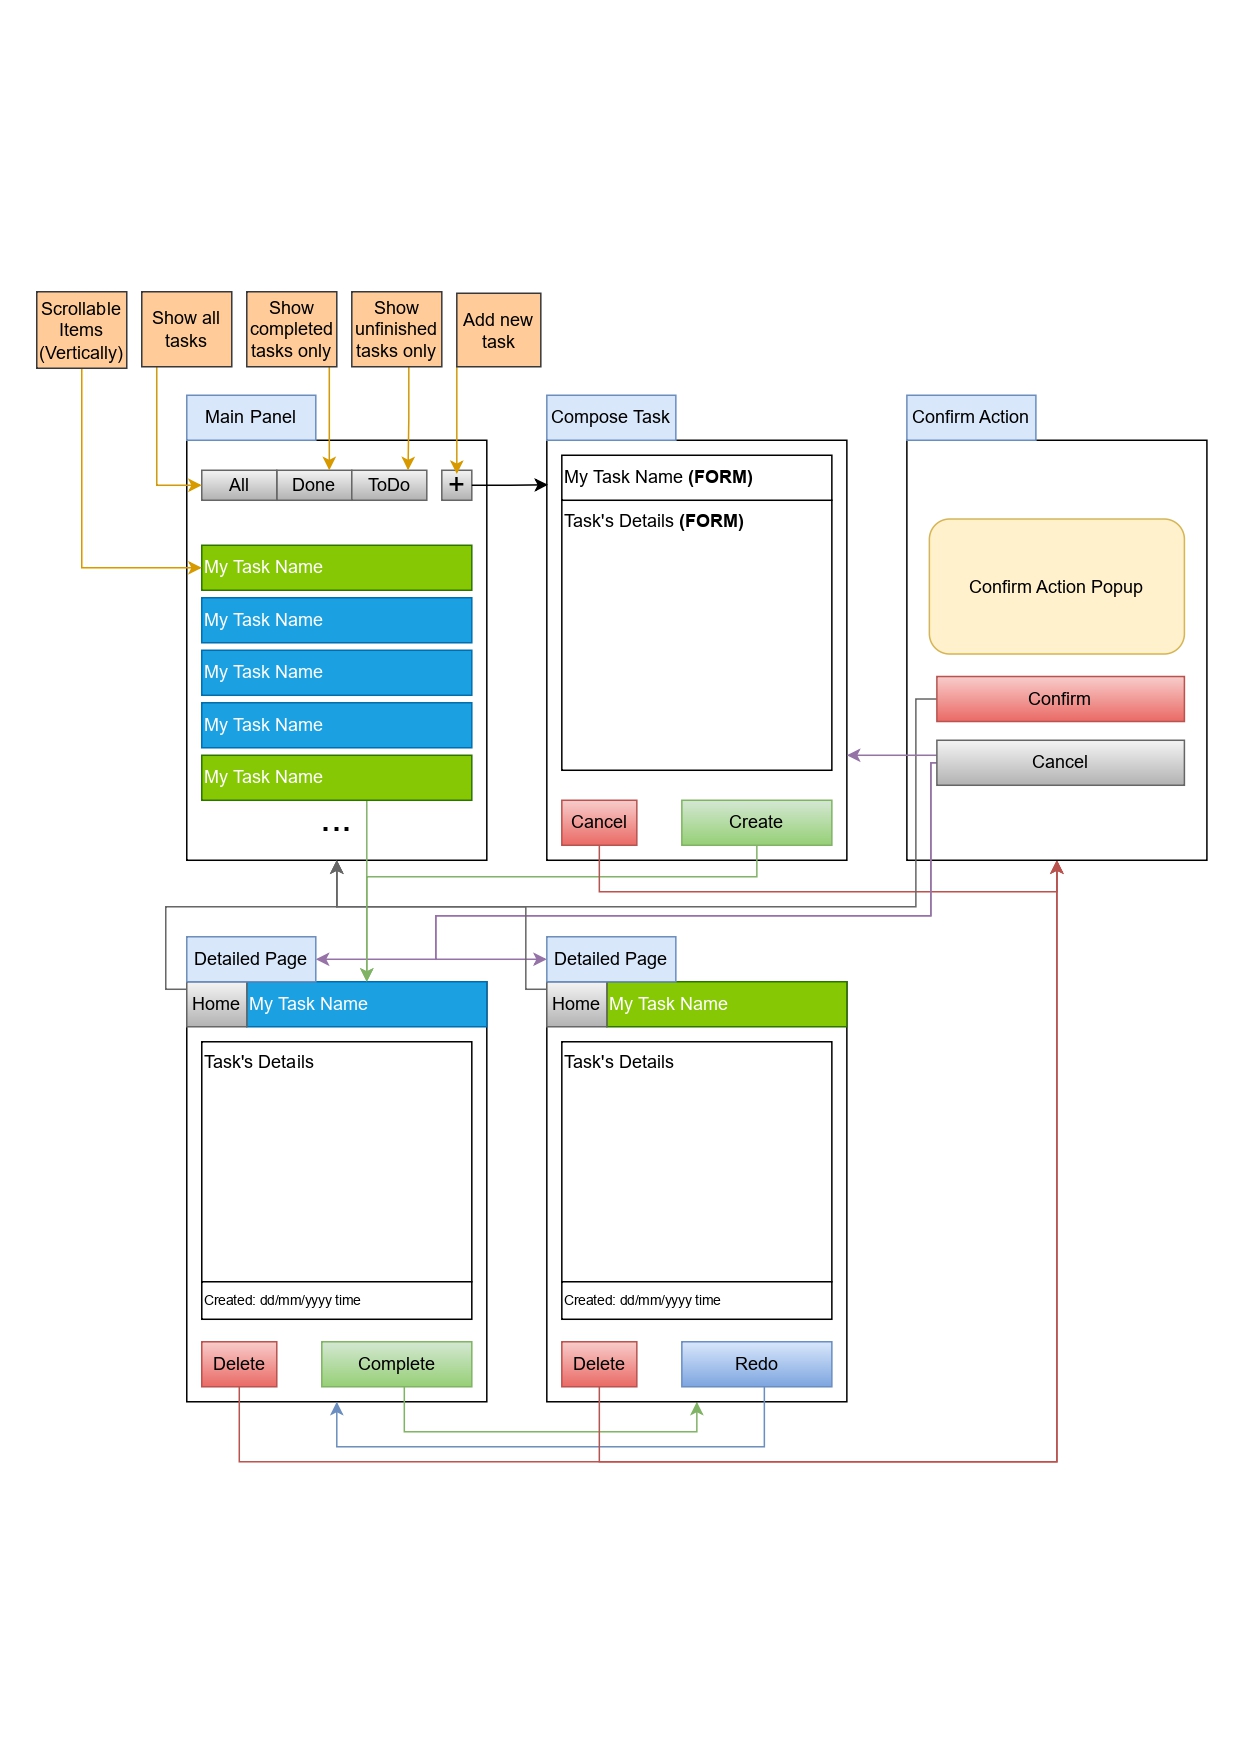 Scrollable
Items
(Vertically)
Show all
tasks
Show
completed
tasks only
Show
unfinished
tasks only
Add new
task
Main Panel
All
Done
ToDo
+
My Task Name
My Task Name
My Task Name
My Task Name
My Task Name
...
Compose Task
My Task Name (FORM)
Task's Details (FORM)
Cancel
Create
Confirm Action
Confirm Action Popup
Confirm
Cancel
Detailed Page
Home
My Task Name
Task's Details
Created: dd/mm/yyyy time
Delete
Complete
Detailed Page
Home
My Task Name
Task's Details
Created: dd/mm/yyyy time
Delete
Redo